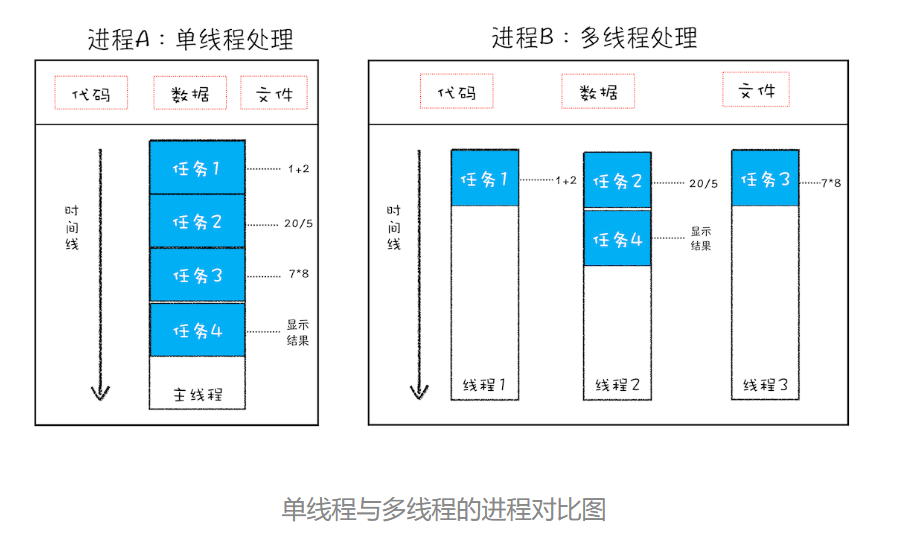 进程A：单线程处理
代码
数据
文件
时
间
线
任务1
1+2
任务2
20/5
任务3
7*8
任务4
显示
结果
主线程
进程B：多线程处理
代码
数据
文件
时
间
线
任务1
1+2
任务2
20/5
任务3
7*8
任务4
显示
结果
线程1
线程2
线程3
单线程与多线程的进程对比图